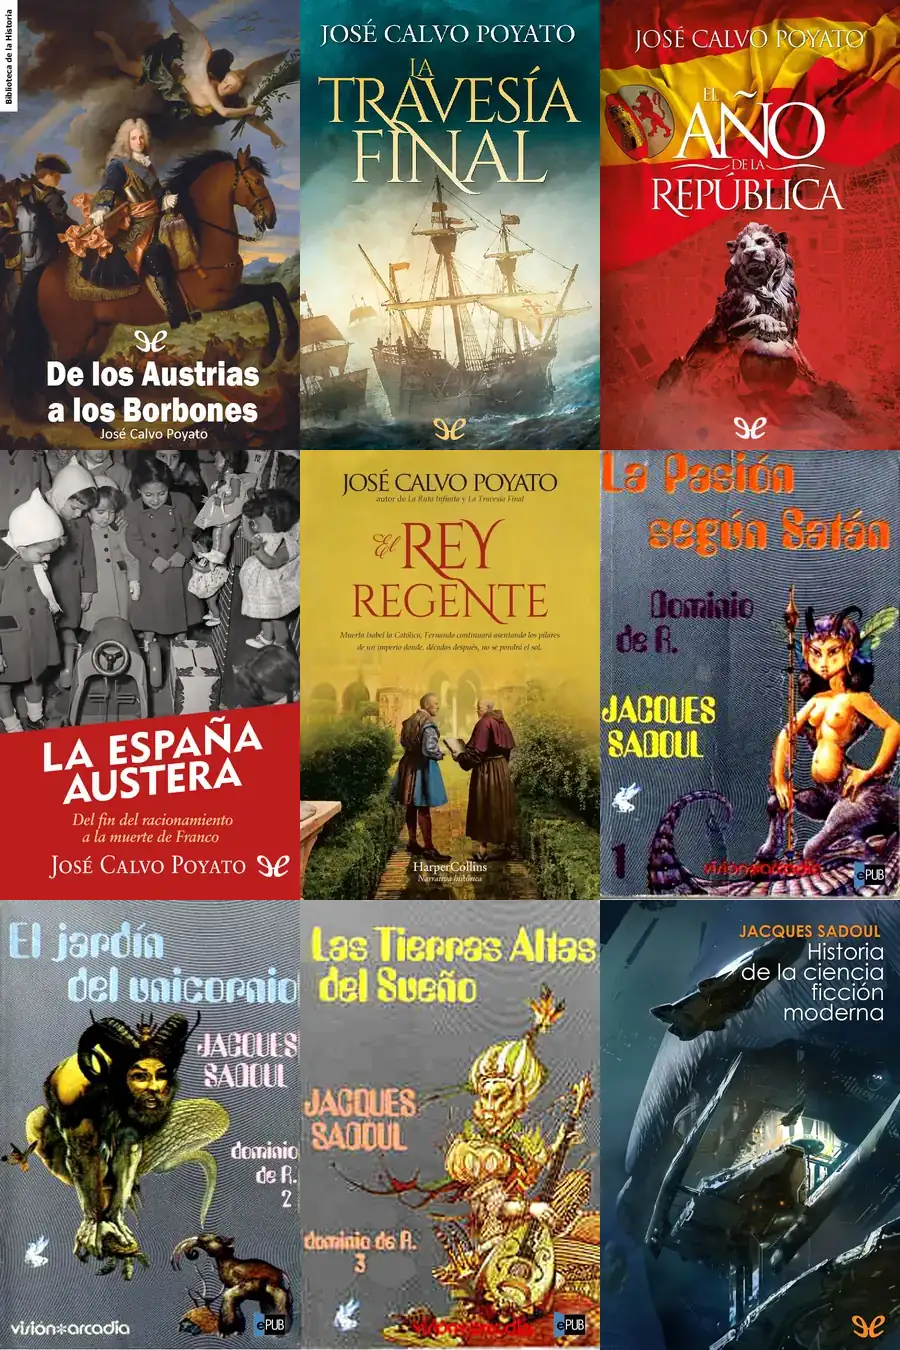 Biblioteca de la Historia
De los Austrias
a los Borbones
José Calvo Poyato
JOSÉ CALVO POYATO
LA
TRAVESÍA
FINAL
JOSÉ CALVO POYATO
EL
AÑO
DE LA
REPÚBLICA
LA ESPAÑA
AUSTERA
Del fin del racionamiento
a la muerte de Franco
JOSÉ CALVO POYATO
JOSÉ CALVO POYATO
autor de La Ruta Infinita y La Travesía Final
El REY
REGENTE
Muerta Isabel la Católica, Fernando continuará asentando los pilares
de un imperio donde, décadas después, no se pondrá el sol.
HarperCollins
Narrativa histórica
La Pasión
según Satán
Dominio
de R.
JACQUES
SADOUL
1
visión*arcadia
ePUB
El jardín
del unicornio
JACQUES
SADOUL
dominio
de R.
2
visión*arcadia
ePUB
Las Tierras Altas
del Sueño
JACQUES
SADOUL
dominio de R.
3
visión*arcadia
ePUB
JACQUES SADOUL
Historia
de la ciencia
ficción
moderna